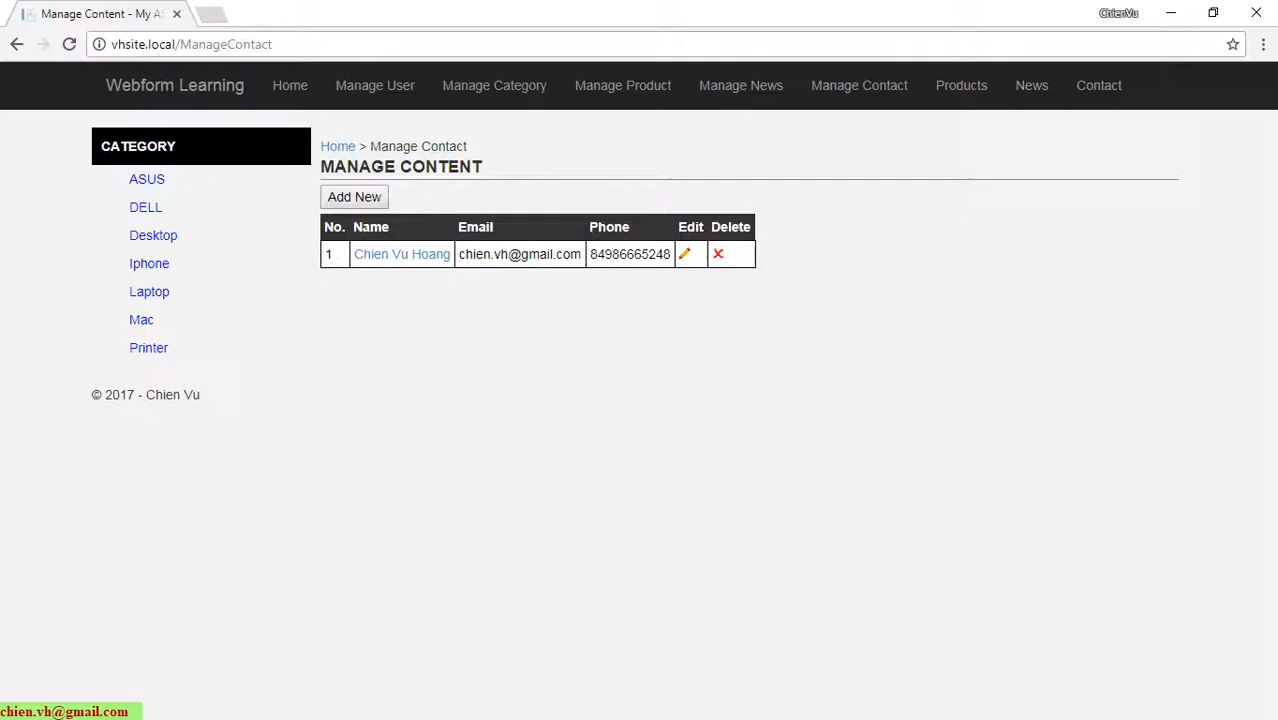 Manage Content - My AS
ChienVu
vhsite.local/ManageContact
Webform Learning Home Manage User Manage Category Manage Product Manage News Manage Contact Products News Contact
CATEGORY
ASUS
DELL
Desktop
Iphone
Laptop
Mac
Printer
Home > Manage Contact
MANAGE CONTENT
Add New
No. Name Email Phone Edit Delete
1 Chien Vu Hoang chien.vh@gmail.com 84986665248
© 2017 - Chien Vu
chien.vh@gmail.com